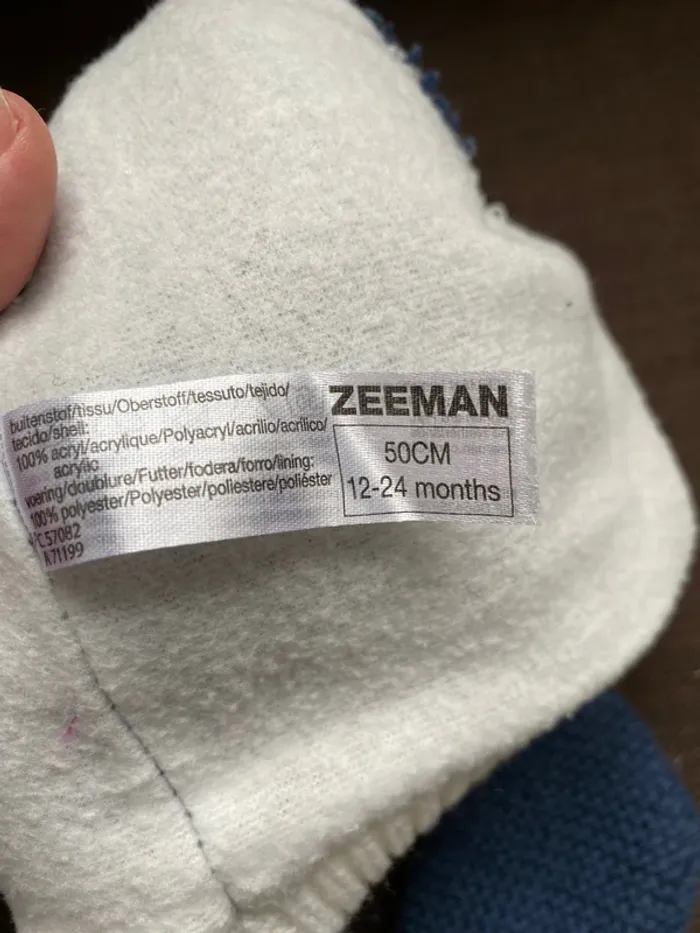 buitenstof/tissu/Oberstoff/tessuto/tejido/
tecido/shell:
100% acryl/acrylique/Polyacryl/acrilio/acrílico/
acrylic
voering/doublure/Futter/fodera/forro/lining:
100% polyester/Polyester/poliestere/poliéster
C57082
A71199
ZEEMAN
50CM
12-24 months